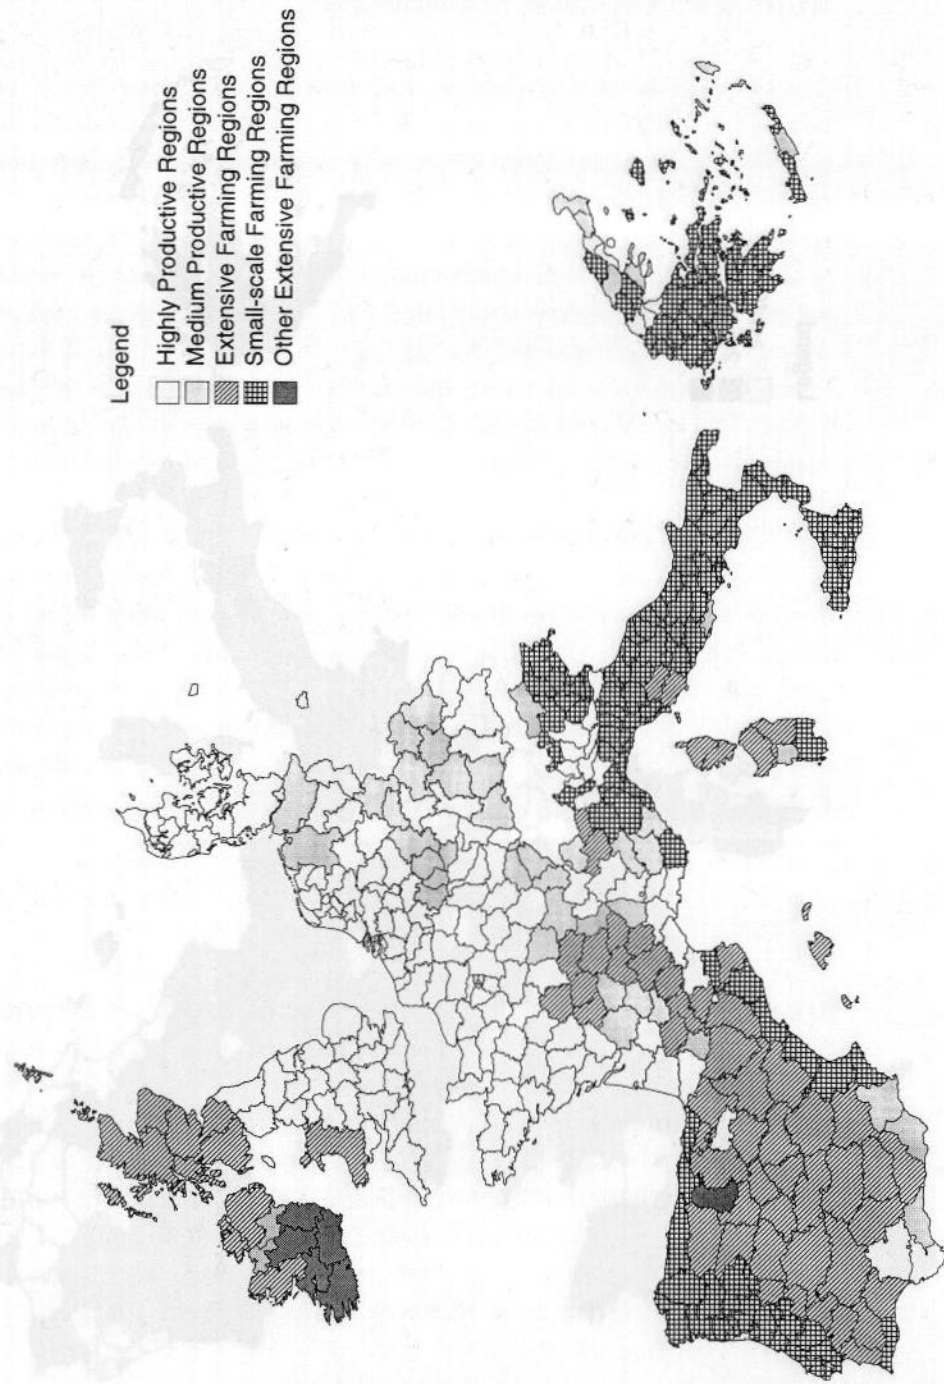 Legend
Highly Productive Regions
Medium Productive Regions
Extensive Farming Regions
Small-scale Farming Regions
Other Extensive Farming Regions